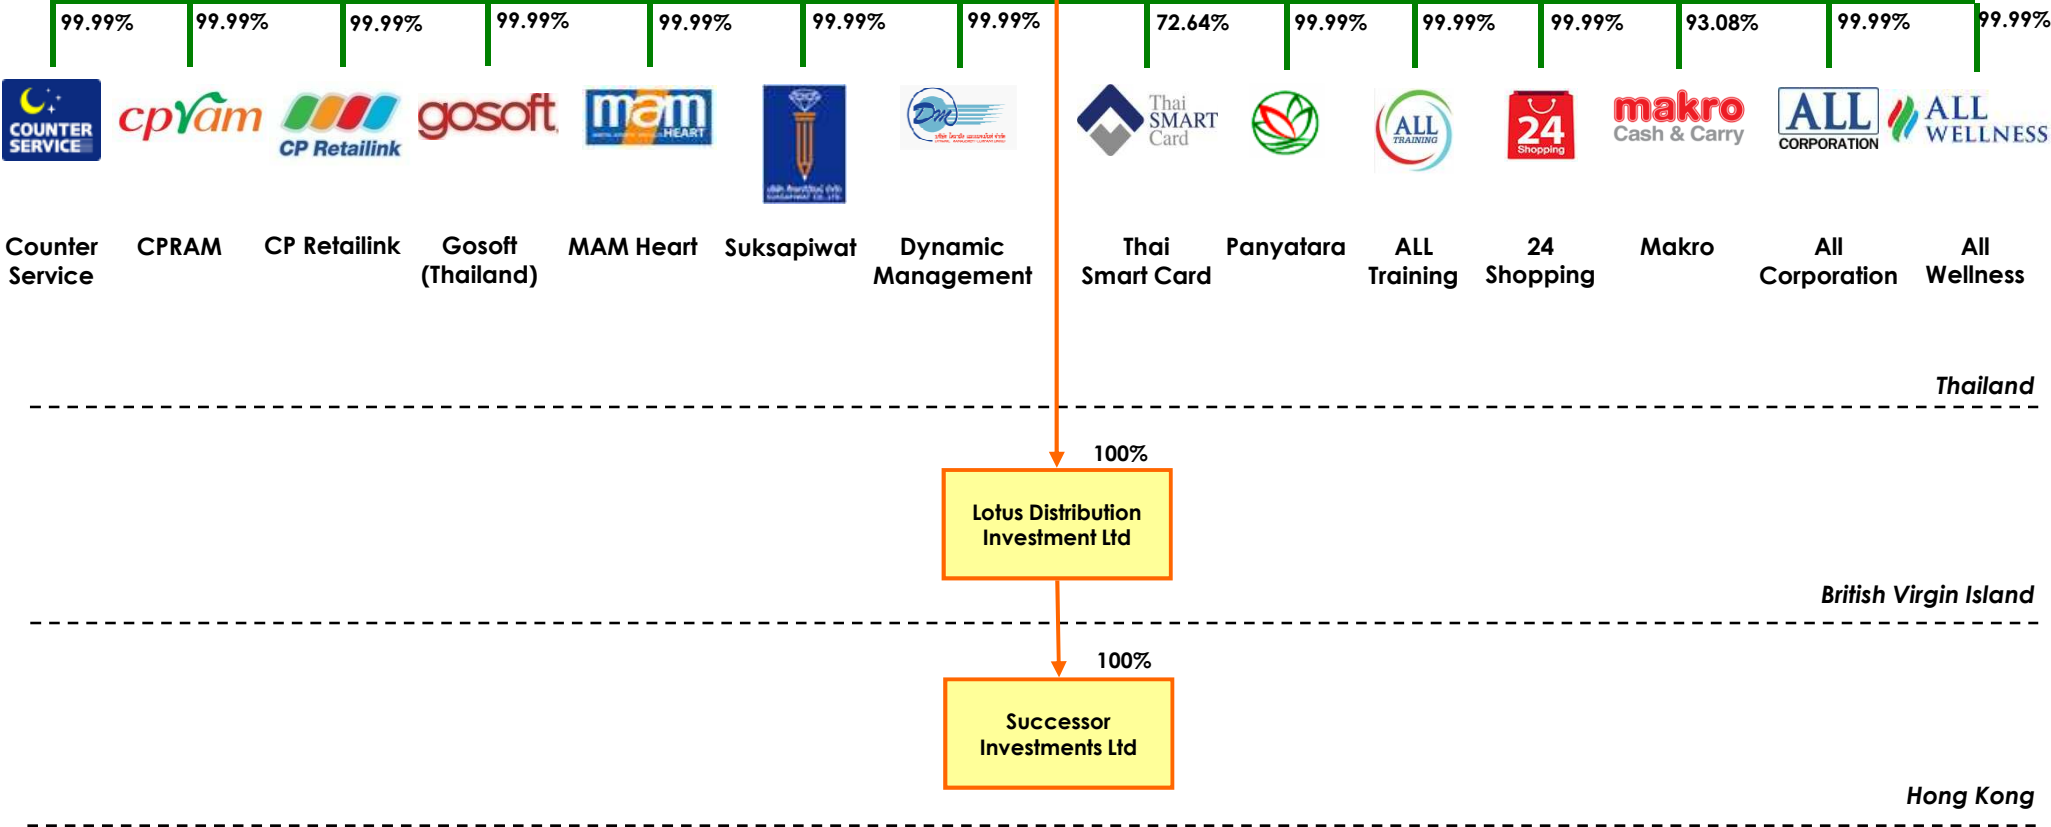 99.99% 99.99% 99.99% 99.99% 99.99% 99.99% 99.99% 72.64% 99.99% 99.99% 99.99% 93.08% 99.99% 99.99%
COUNTER
SERVICE
cpram
CP Retailink
gosoft
mam
HEART
Thai
SMART
Card
ALL
TRAINING
24
Shopping
makro
Cash & Carry
ALL
CORPORATION
ALL
WELLNESS
Counter
Service
CPRAM
CP Retailink
Gosoft
(Thailand)
MAM Heart
Suksapiwat
Dynamic
Management
Thai
Smart Card
Panyatara
ALL
Training
24
Shopping
Makro
All
Corporation
All
Wellness
Thailand
100%
Lotus Distribution
Investment Ltd
British Virgin Island
100%
Successor
Investments Ltd
Hong Kong